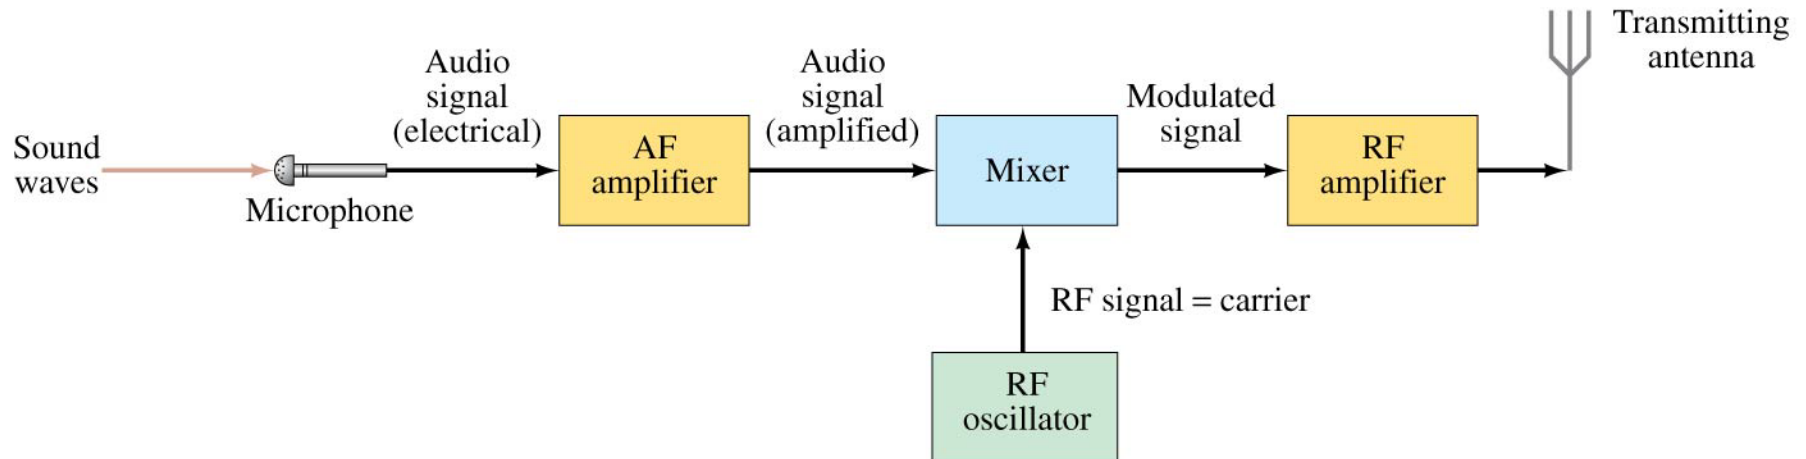 Sound
waves
Microphone
Audio
signal
(electrical)
AF
amplifier
Audio
signal
(amplified)
Mixer
Modulated
signal
RF
amplifier
Transmitting
antenna
RF signal = carrier
RF
oscillator